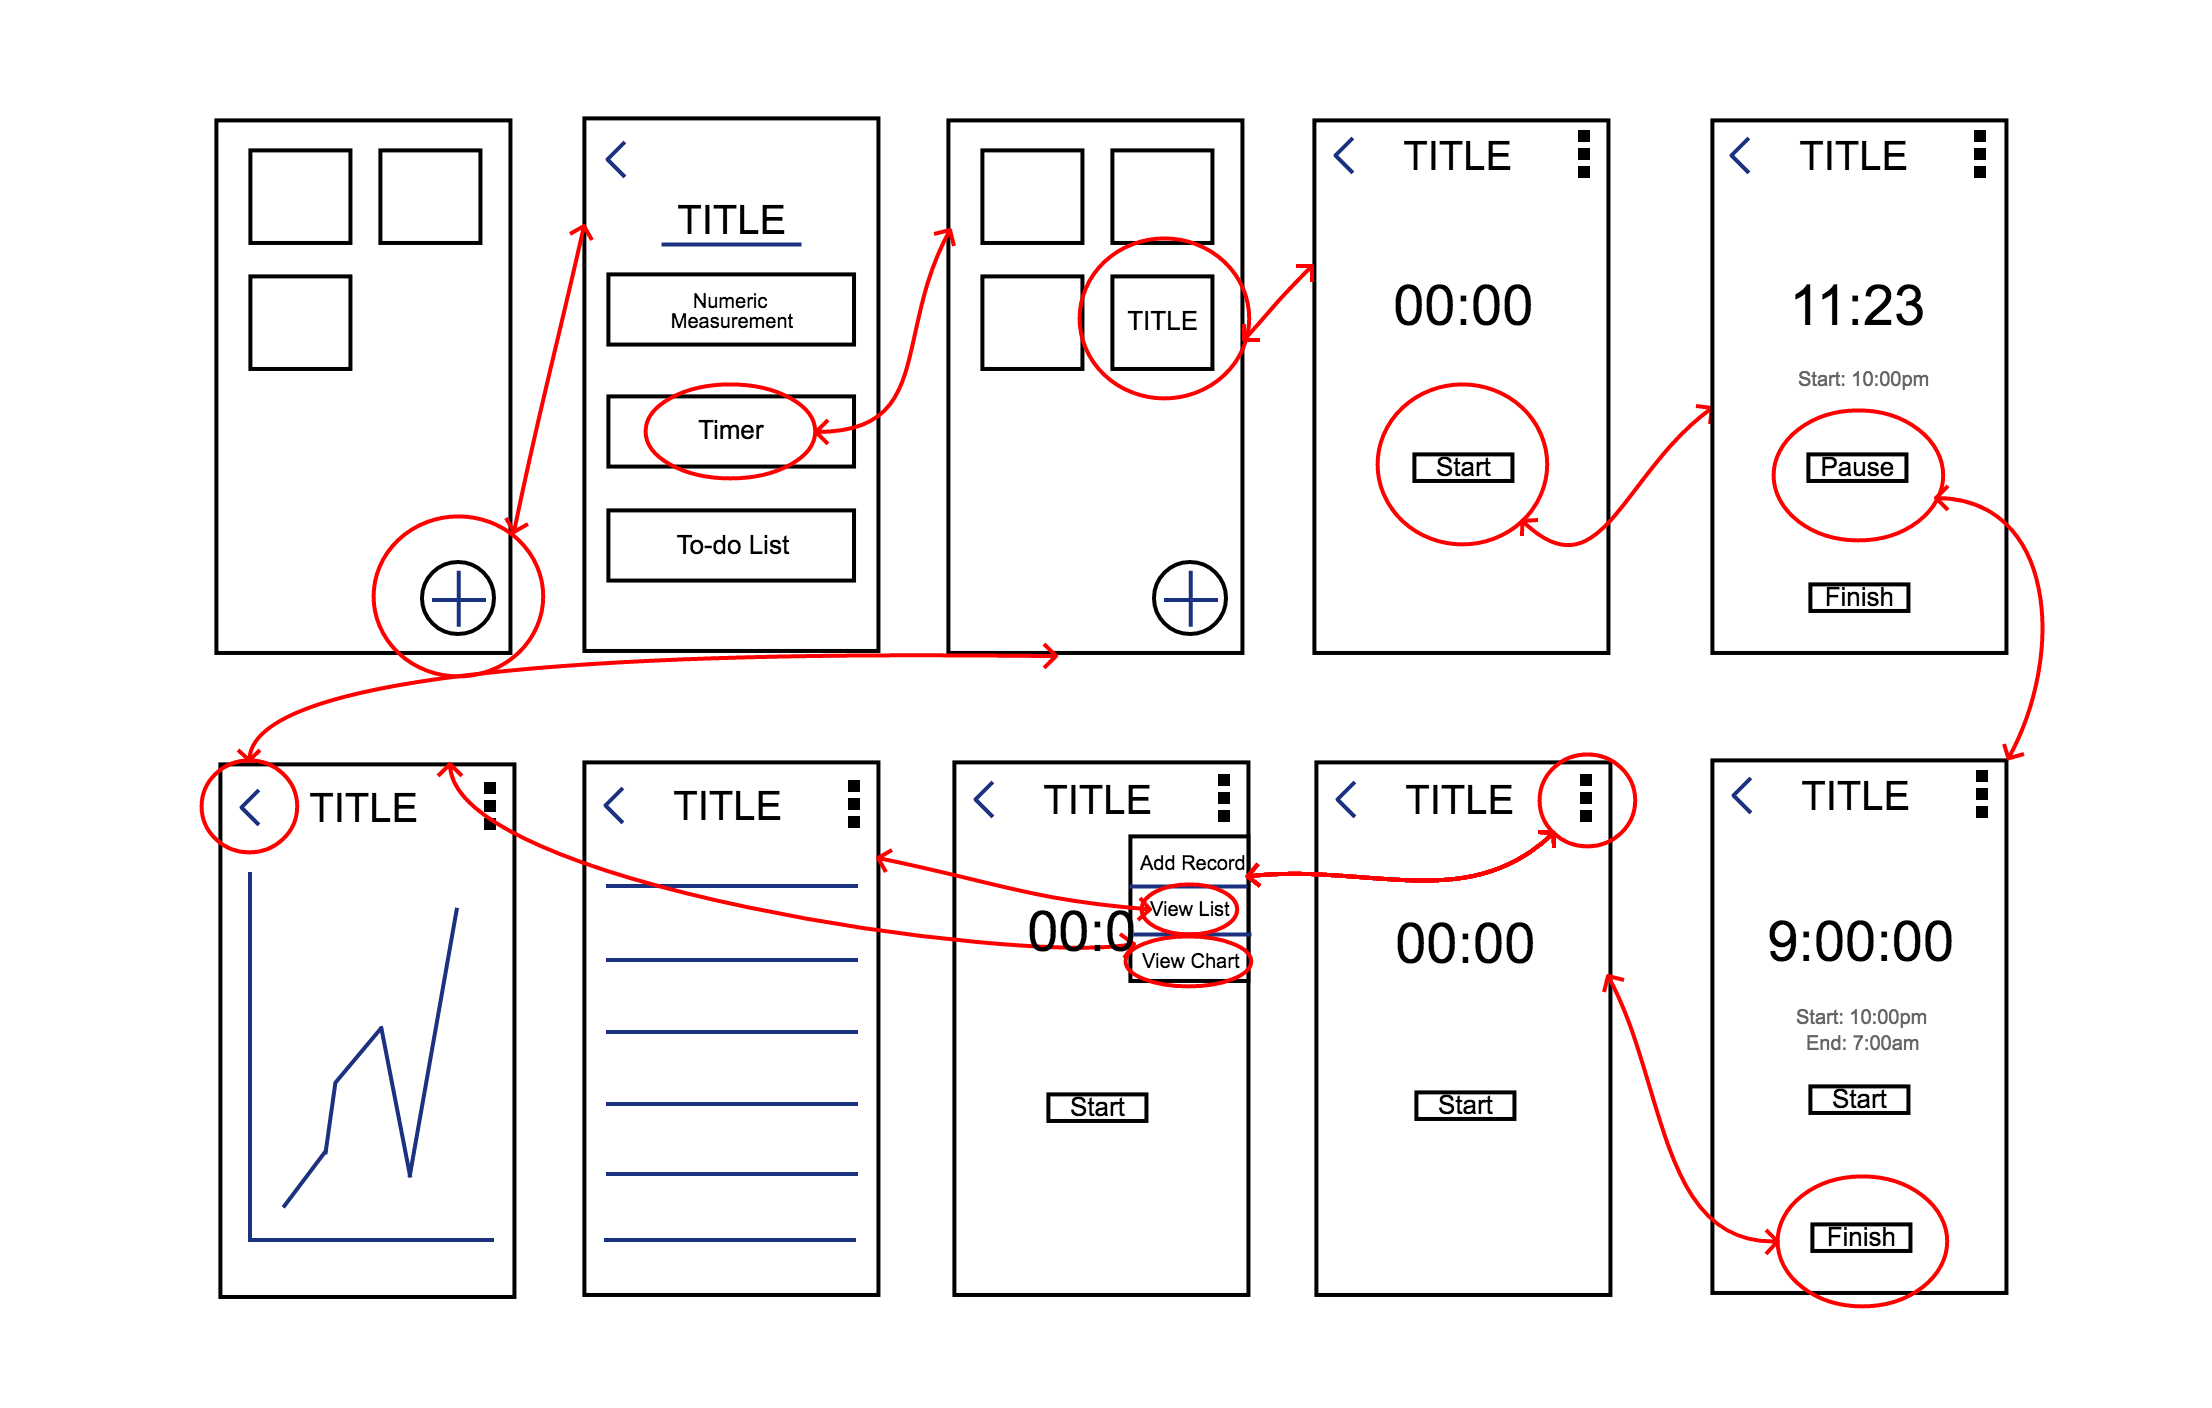 TITLE
Numeric
Measurement
Timer
To-do List
TITLE
TITLE
00:00
Start
TITLE
11:23
Start: 10:00pm
Pause
Finish
TITLE
TITLE
TITLE
Add Record
View List
00:0
View Chart
Start
TITLE
00:00
Start
TITLE
9:00:00
Start: 10:00pm
End: 7:00am
Start
Finish